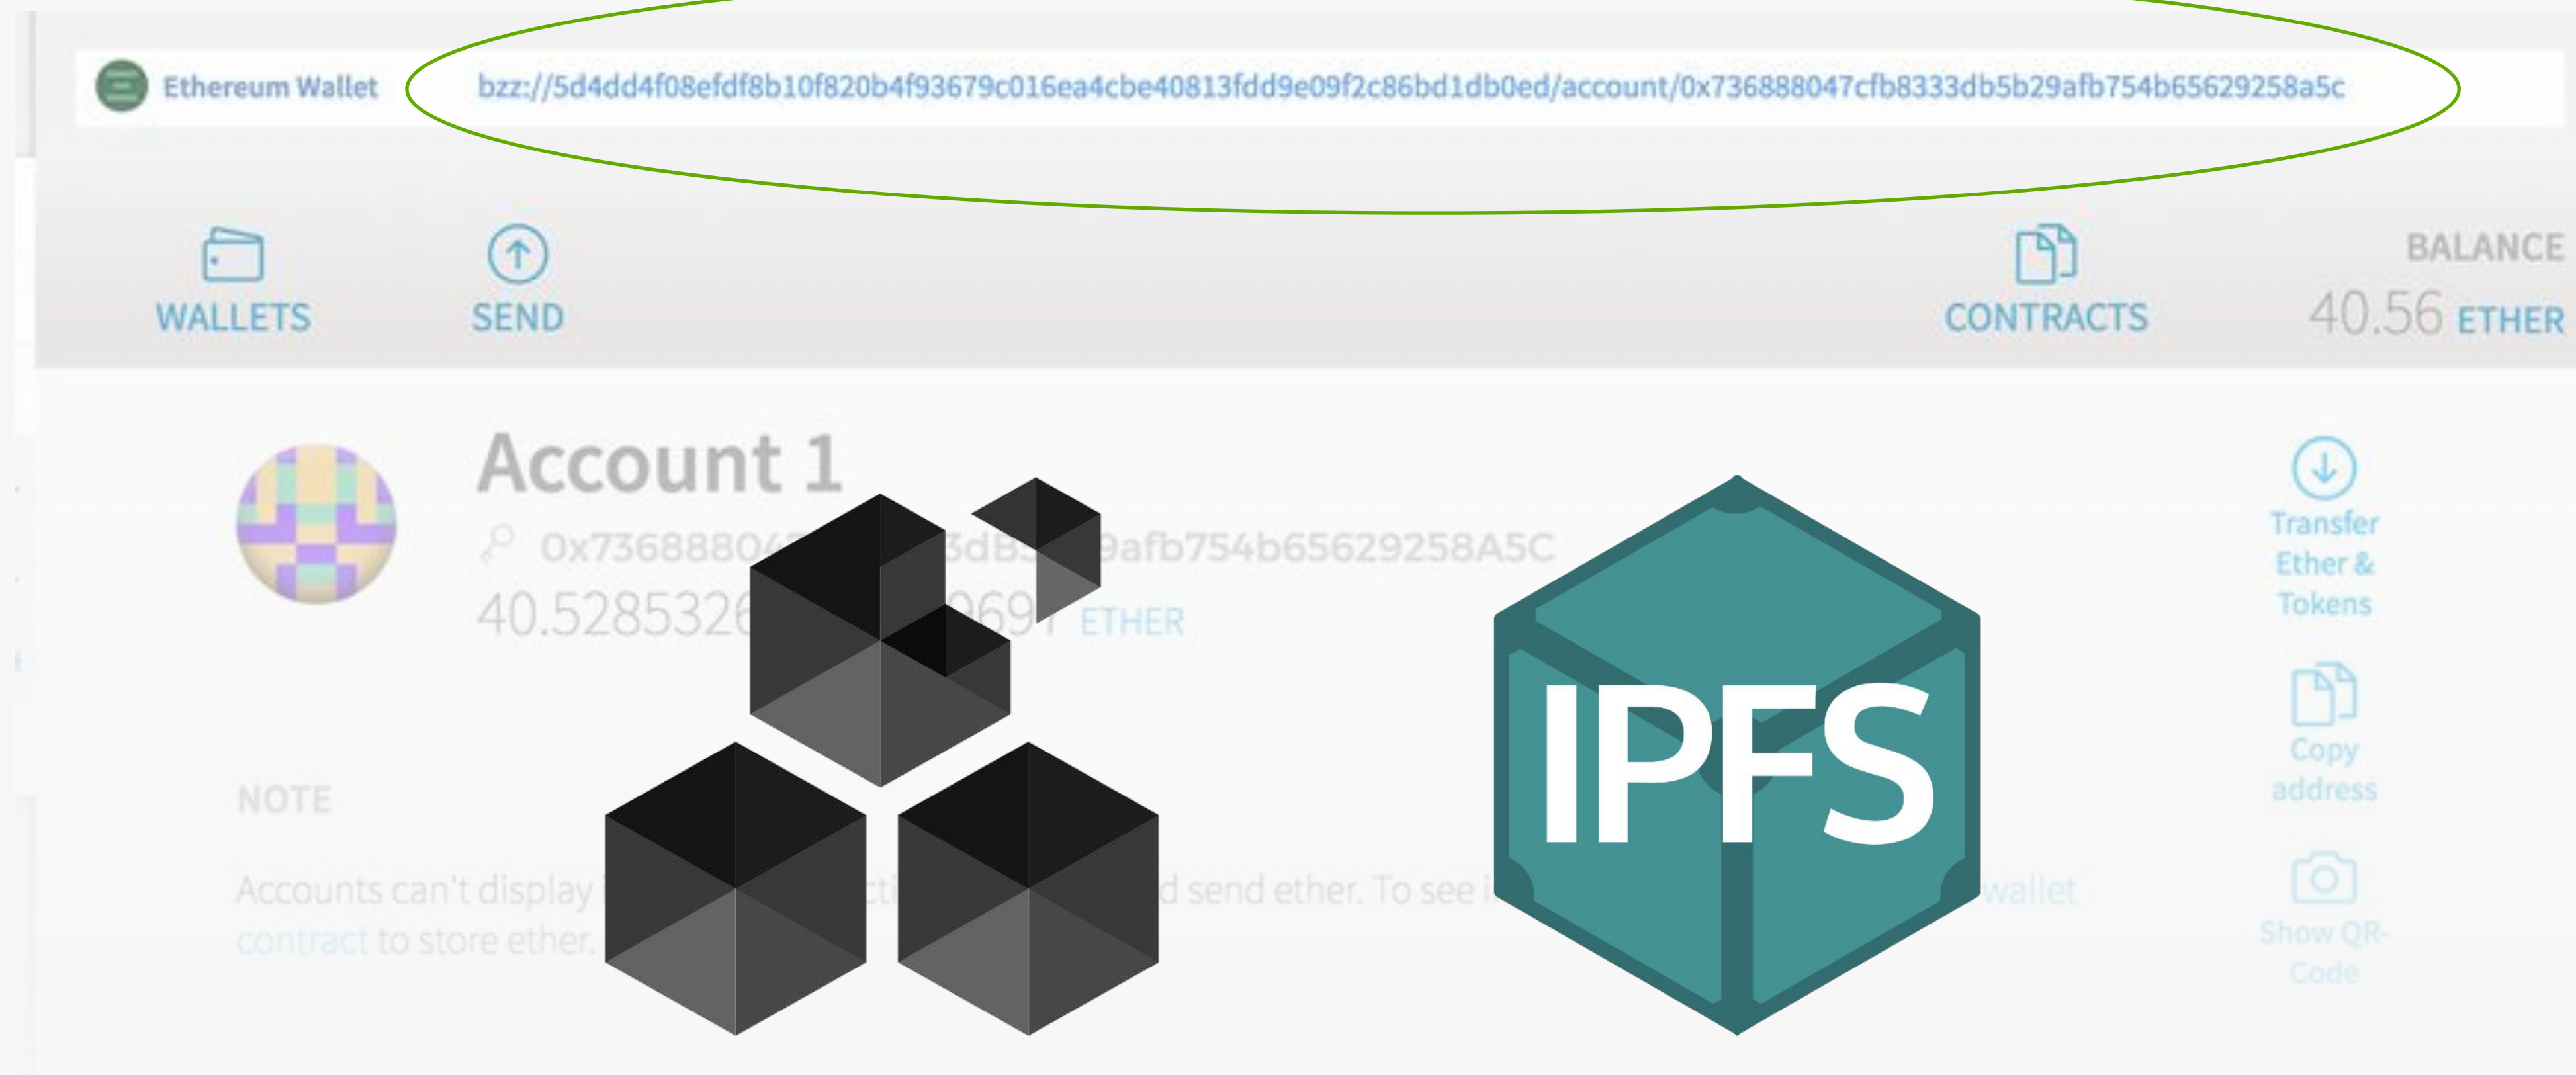 Ethereum Wallet bzz://5d4dd4f08efdf8b10f820b4f93679c016ea4cbe40813fdd9e09f2c86bd1db0ed/account/0x736888047cfb8333db5b29afb754b65629258a5c
WALLETS SEND CONTRACTS
BALANCE
40.56 ETHER
Account 1
ETHER
Transfer
Ether &
Tokens
IPFS
Copy
address
NOTE
Accounts can't display send ether. To see wallet
contract to store ether.
Show QR-
Code